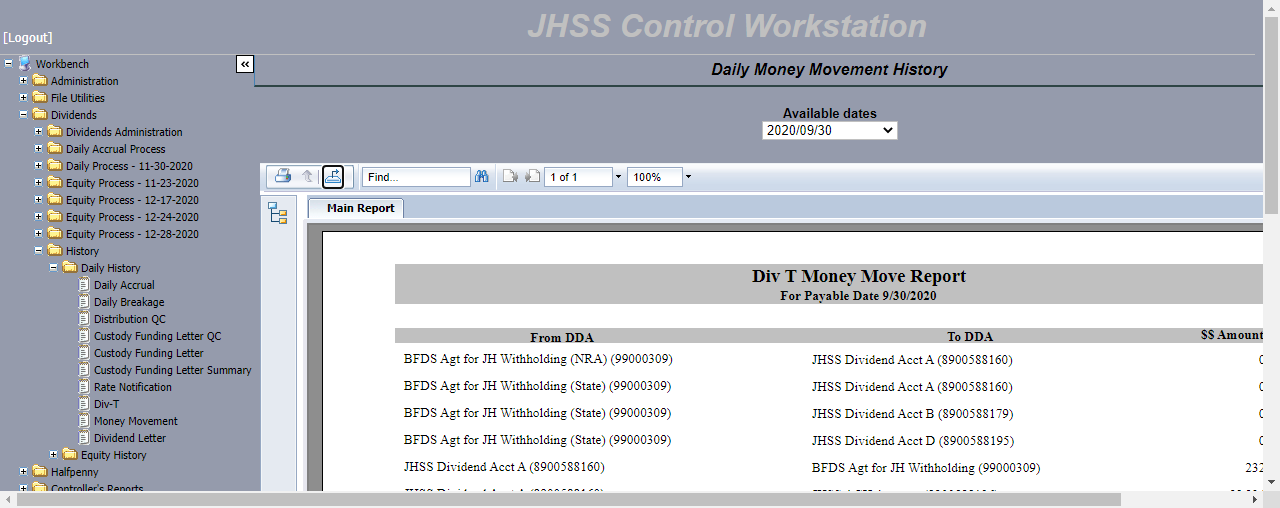 JHSS Control Workstation
[Logout]
Workbench
«
Administration
File Utilities
Dividends
Dividends Administration
Daily Accrual Process
Daily Process - 11-30-2020
Equity Process - 11-23-2020
Equity Process - 12-17-2020
Equity Process - 12-24-2020
Equity Process - 12-28-2020
History
Daily History
Daily Accrual
Daily Breakage
Distribution QC
Custody Funding Letter QC
Custody Funding Letter
Custody Funding Letter Summary
Rate Notification
Div-T
Money Movement
Dividend Letter
Equity History
Halfpenny
Controller's Reports
Daily Money Movement History
Available dates
2020/09/30
Find... 1 of 1 100%
Main Report
Div T Money Move Report
For Payable Date 9/30/2020
From DDA To DDA $$ Amount
BFDS Agt for JH Withholding (NRA) (99000309) JHSS Dividend Acct A (8900588160) 0
BFDS Agt for JH Withholding (State) (99000309) JHSS Dividend Acct A (8900588160) 0
BFDS Agt for JH Withholding (State) (99000309) JHSS Dividend Acct B (8900588179) 0
BFDS Agt for JH Withholding (State) (99000309) JHSS Dividend Acct D (8900588195) 0
JHSS Dividend Acct A (8900588160) BFDS Agt for JH Withholding (99000309) 232